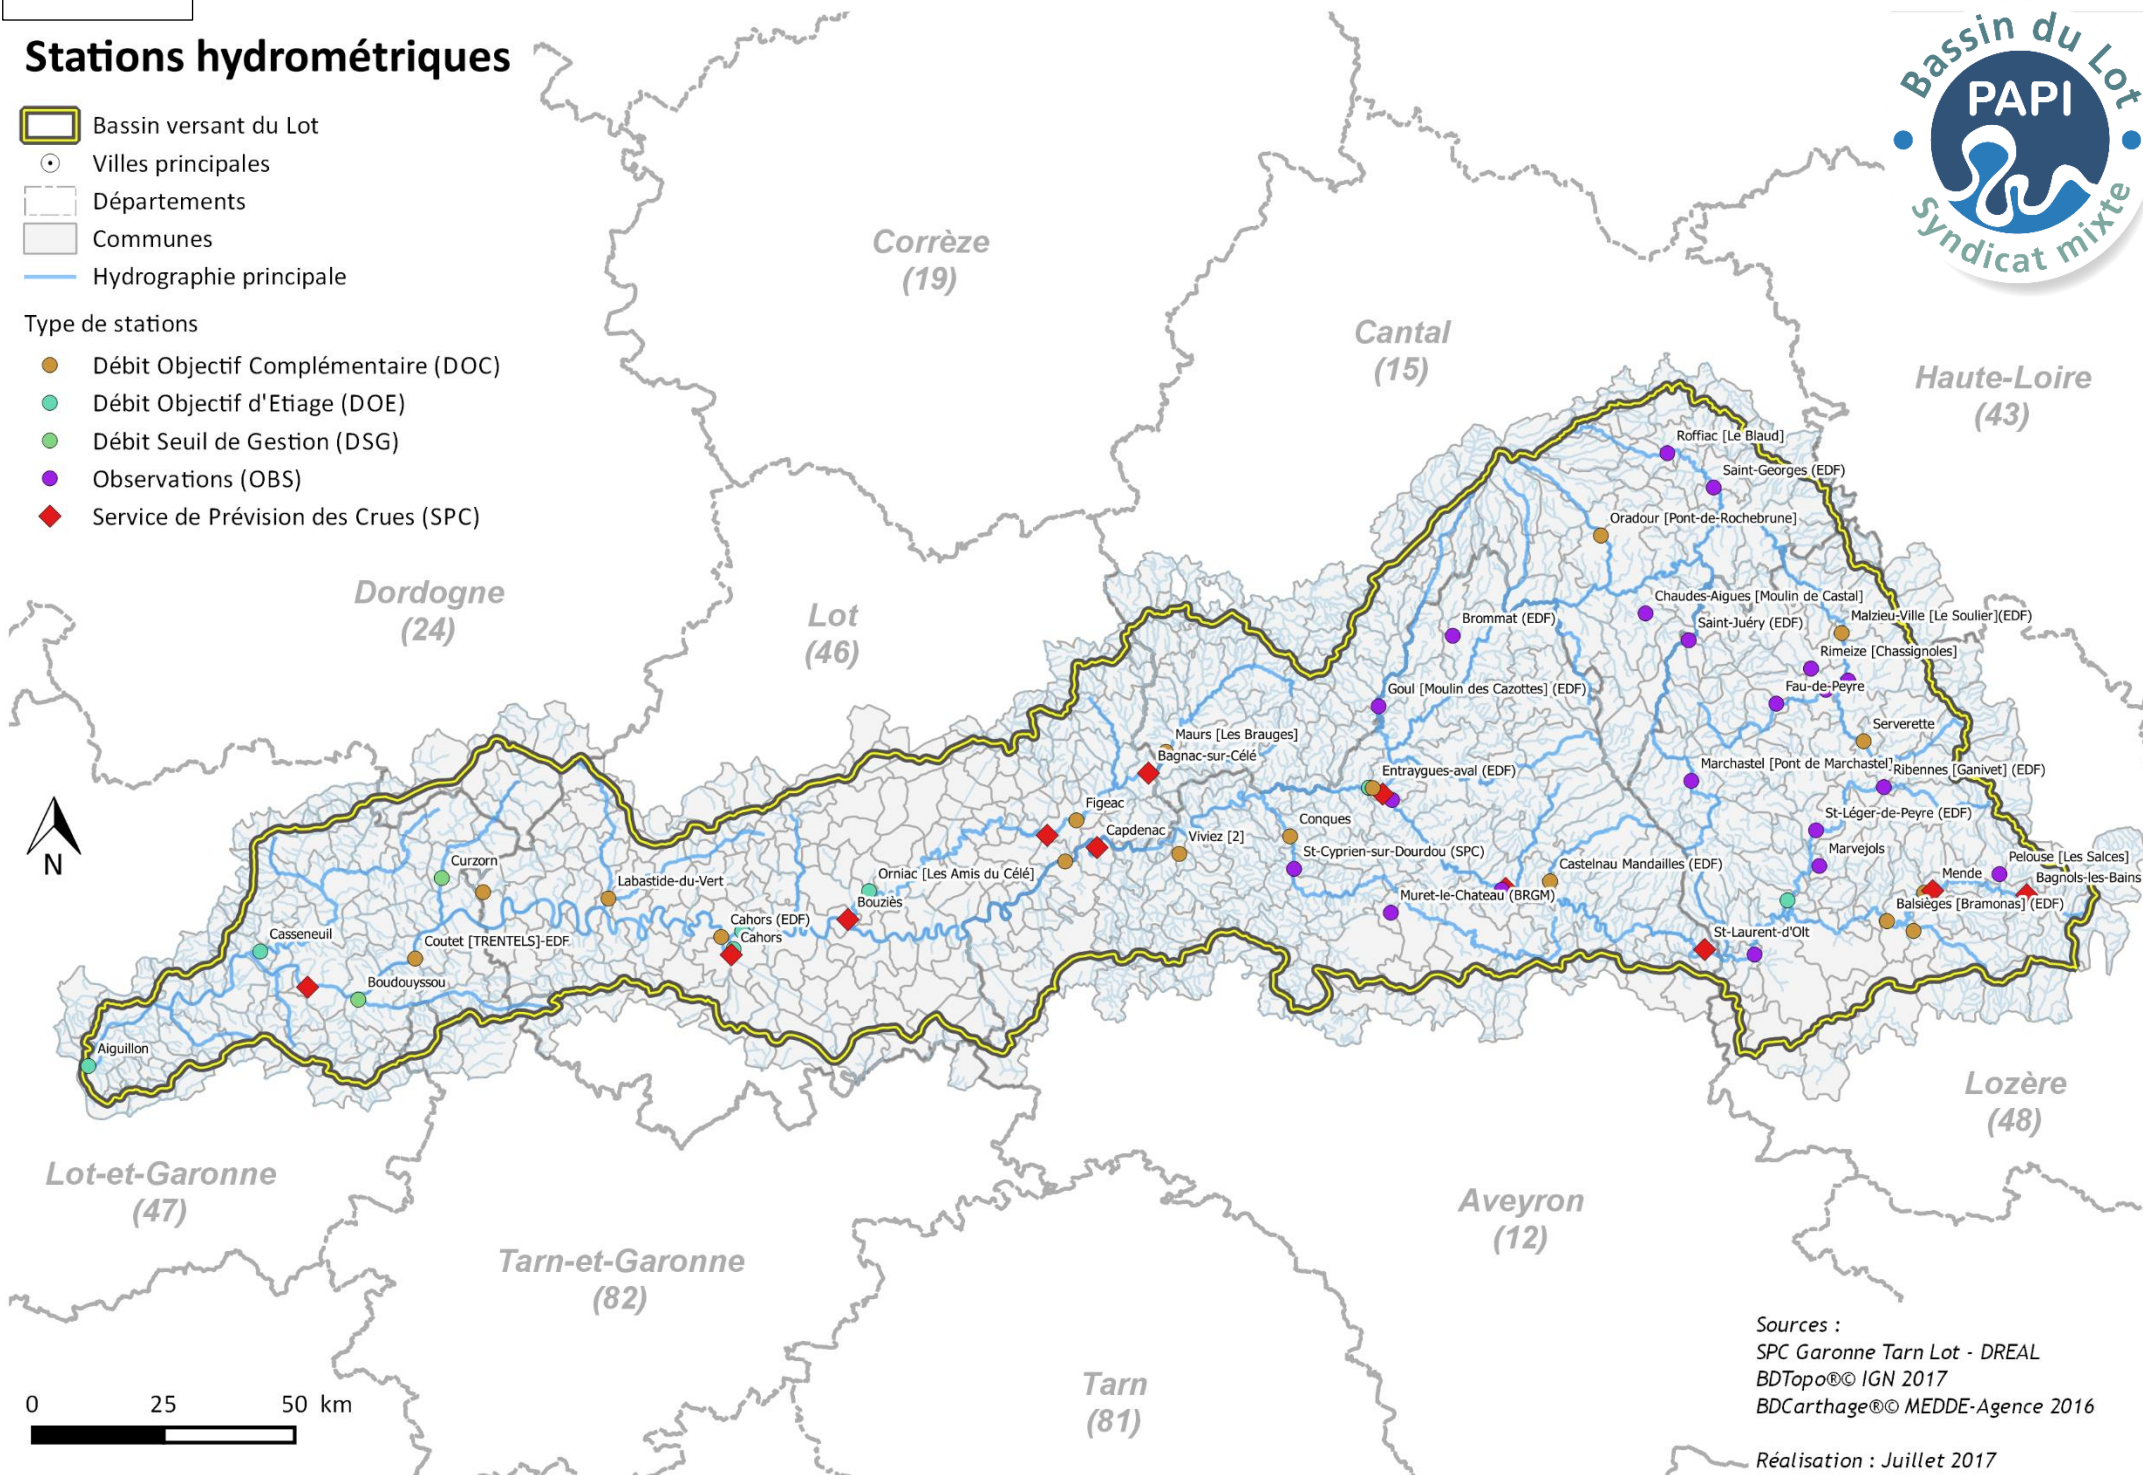 Stations hydrométriques
Bassin versant du Lot
Villes principales
Départements
Communes
Hydrographie principale
Type de stations
Débit Objectif Complémentaire (DOC)
Débit Objectif d'Etiage (DOE)
Débit Seuil de Gestion (DSG)
Observations (OBS)
Service de Prévision des Crues (SPC)
Bassin du Lot
PAPI
Syndicat mixte
Corrèze
(19)
Cantal
(15)
Haute-Loire
(43)
Dordogne
(24)
Lot
(46)
Roffiac [Le Blaud]
Saint-Georges (EDF)
Oradour [Pont-de-Rochebrune]
Chaudes-Aigues [Moulin de Castal]
Brommat (EDF)
Saint-Juéry (EDF)
Malzieu-Ville [Le Soulier](EDF)
Rimeize [Chassignoles]
Goul [Moulin des Cazottes] (EDF)
Fau-de-Peyre
Serverette
Maurs [Les Brauges]
Bagnac-sur-Célé
Entraygues-aval (EDF)
Marchastel [Pont de Marchastel]
Ribennes [Ganivet] (EDF)
Figeac
Capdenac
Viviez [2]
Conques
St-Léger-de-Peyre (EDF)
St-Cyprien-sur-Dourdou (SPC)
Marvejols
Castelnau Mandailles (EDF)
Pelouse [Les Salces]
Mende
Bagnols-les-Bains
Curzorn
Labastide-du-Vert
Orniac [Les Amis du Célé]
Bouziès
Muret-le-Chateau (BRGM)
Balsièges [Bramonas] (EDF)
Cahors (EDF)
Cahors
Casseneuil
Coutet [TRENTELS]-EDF
St-Laurent-d'Olt
Boudouyssou
Aiguillon
N
Lozère
(48)
Lot-et-Garonne
(47)
Aveyron
(12)
Tarn-et-Garonne
(82)
Tarn
(81)
0 25 50 km
Sources :
SPC Garonne Tarn Lot - DREAL
BDTopo®© IGN 2017
BDCarthage®© MEDDE-Agence 2016
Réalisation : Juillet 2017